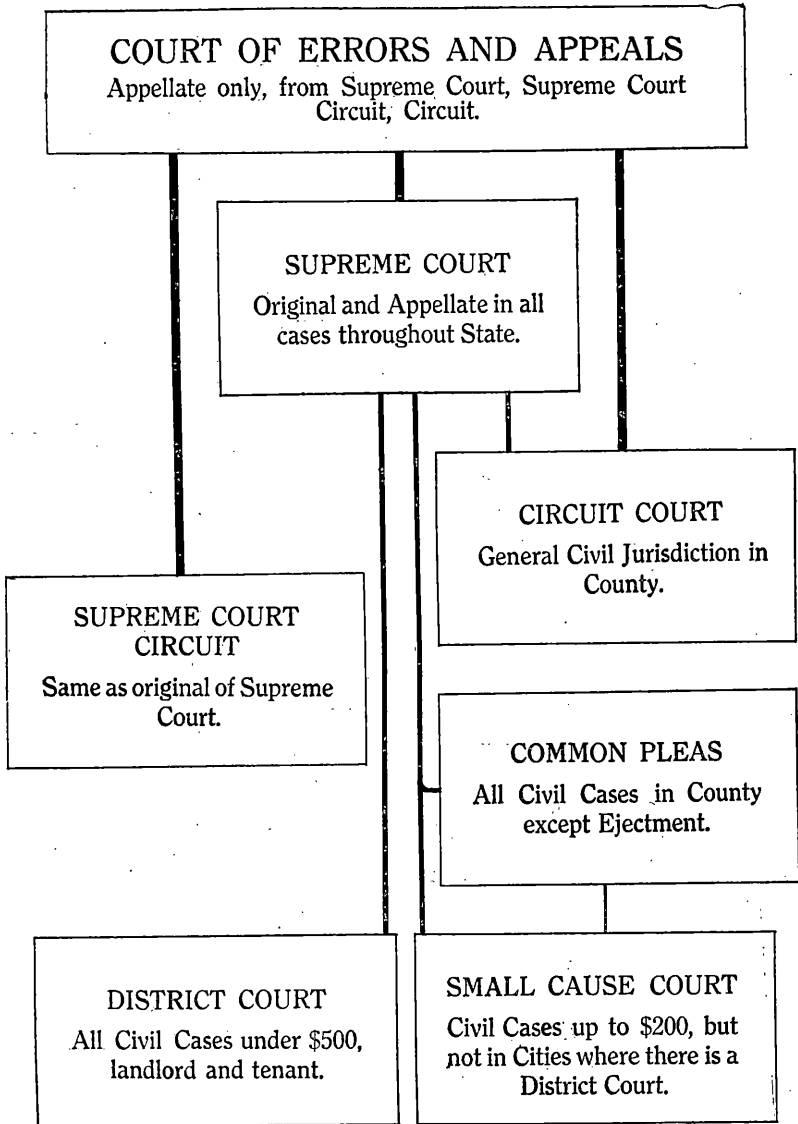 COURT OF ERRORS AND APPEALS
Appellate only, from Supreme Court, Supreme Court
Circuit, Circuit.
SUPREME COURT
Original and Appellate in all
cases throughout State.
CIRCUIT COURT
General Civil Jurisdiction in
County.
SUPREME COURT
CIRCUIT
Same as original of Supreme
Court.
COMMON PLEAS
All Civil Cases in County
except Ejectment.
DISTRICT COURT
All Civil Cases under $500,
landlord and tenant.
SMALL CAUSE COURT
Civil Cases up to $200, but
not in Cities where there is a
District Court.